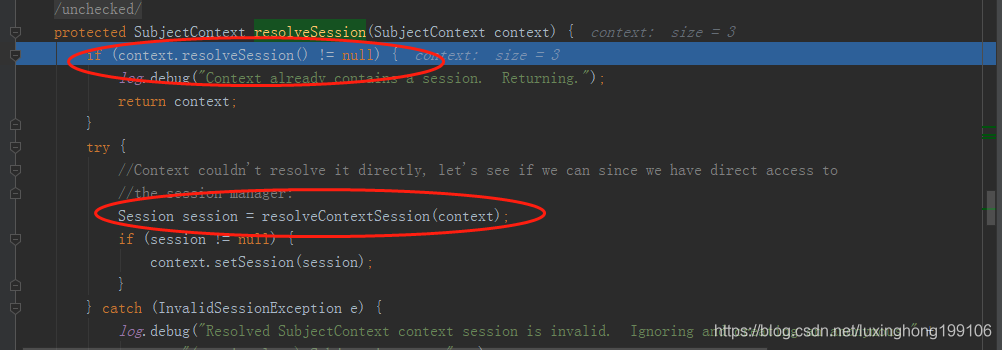 /unchecked/
protected SubjectContext resolveSession(SubjectContext context) {  context:  size = 3
if (context.resolveSession() != null) {  context:  size = 3
log.debug("Context already contains a session.  Returning.");
return context;
}
try {
//Context couldn't resolve it directly, let's see if we can since we have direct access to
//the session manager:
Session session = resolveContextSession(context);
if (session != null) {
context.setSession(session);
}
} catch (InvalidSessionException e) {
log.debug("Resolved SubjectContext context session is invalid.  Ignoring an
https://blog.csdn.net/luxinghong199106